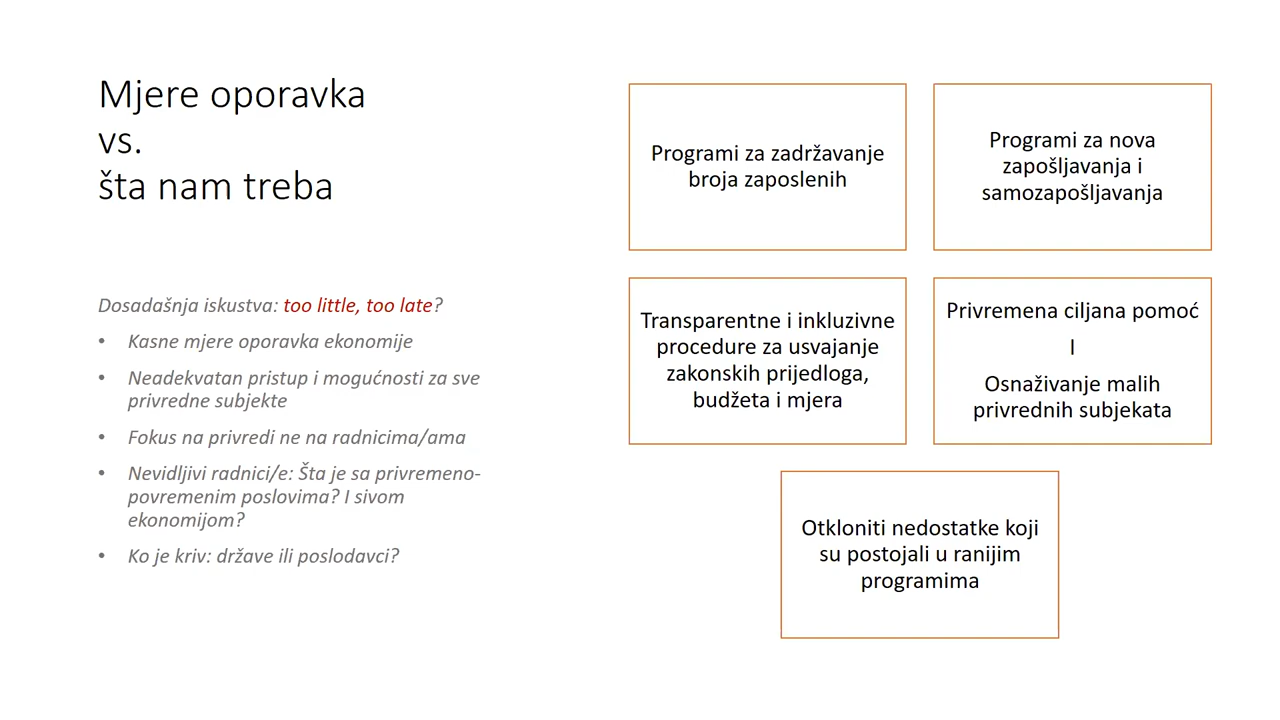 Mjere oporavka
vs.
šta nam treba
Dosadašnja iskustva: too little, too late?
• Kasne mjere oporavka ekonomije
• Neadekvatan pristup i mogućnosti za sve
privredne subjekte
• Fokus na privredi ne na radnicima/ama
• Nevidljivi radnici/e: Šta je sa privremeno-
povremenim poslovima? I sivom
ekonomijom?
• Ko je kriv: države ili poslodavci?
Programi za zadržavanje
broja zaposlenih
Programi za nova
zapošljavanja i
samozapošljavanja
Transparentne i inkluzivne
procedure za usvajanje
zakonskih prijedloga,
budžeta i mjera
Privremena ciljana pomoć
I
Osnaživanje malih
privrednih subjekata
Otkloniti nedostatke koji
su postojali u ranijim
programima